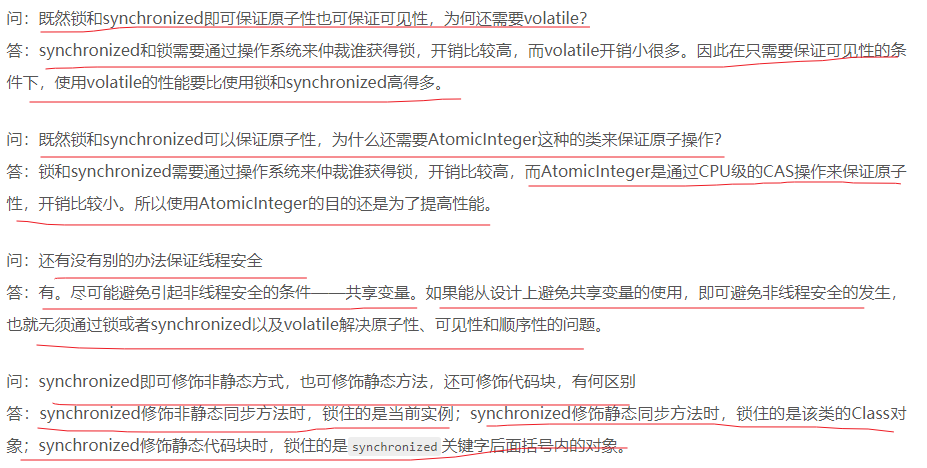 问：既然锁和synchronized即可保证原子性也可保证可见性，为何还需要volatile？
答：synchronized和锁需要通过操作系统来仲裁谁获得锁，开销比较高，而volatile开销小很多。因此在只需要保证可见性的条
件下，使用volatile的性能要比使用锁和synchronized高得多。
问：既然锁和synchronized可以保证原子性，为什么还需要AtomicInteger这种的类来保证原子操作？
答：锁和synchronized需要通过操作系统来仲裁谁获得锁，开销比较高，而AtomicInteger是通过CPU级的CAS操作来保证原子
性，开销比较小。所以使用AtomicInteger的目的还是为了提高性能。
问：还有没有别的办法保证线程安全
答：有。尽可能避免引起非线程安全的条件——共享变量。如果能从设计上避免共享变量的使用，即可避免非线程安全的发生，
也就无须通过锁或者synchronized以及volatile解决原子性、可见性和顺序性的问题。
问：synchronized即可修饰非静态方式，也可修饰静态方法，还可修饰代码块，有何区别
答：synchronized修饰非静态同步方法时，锁住的是当前实例；synchronized修饰静态同步方法时，锁住的是该类的Class对
象；synchronized修饰静态代码块时，锁住的是synchronized关键字后面括号内的对象。